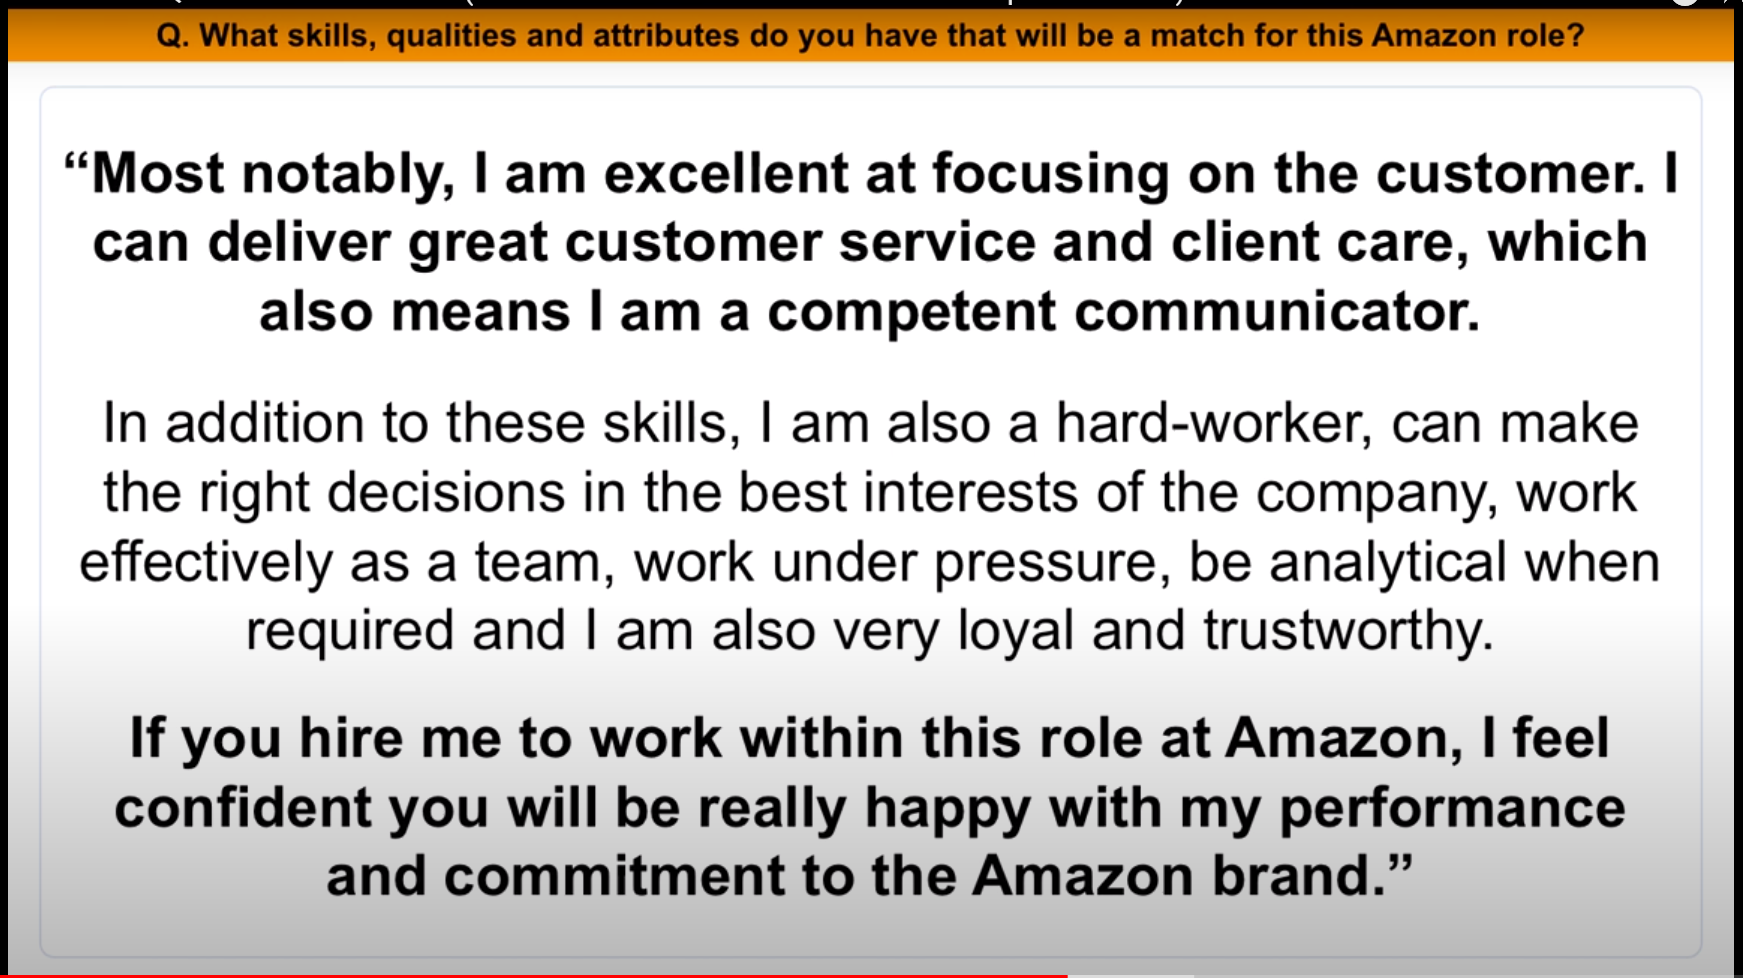 Q. What skills, qualities and attributes do you have that will be a match for this Amazon role?
“Most notably, I am excellent at focusing on the customer. I
can deliver great customer service and client care, which
also means I am a competent communicator.
In addition to these skills, I am also a hard-worker, can make
the right decisions in the best interests of the company, work
effectively as a team, work under pressure, be analytical when
required and I am also very loyal and trustworthy.
If you hire me to work within this role at Amazon, I feel
confident you will be really happy with my performance
and commitment to the Amazon brand.”